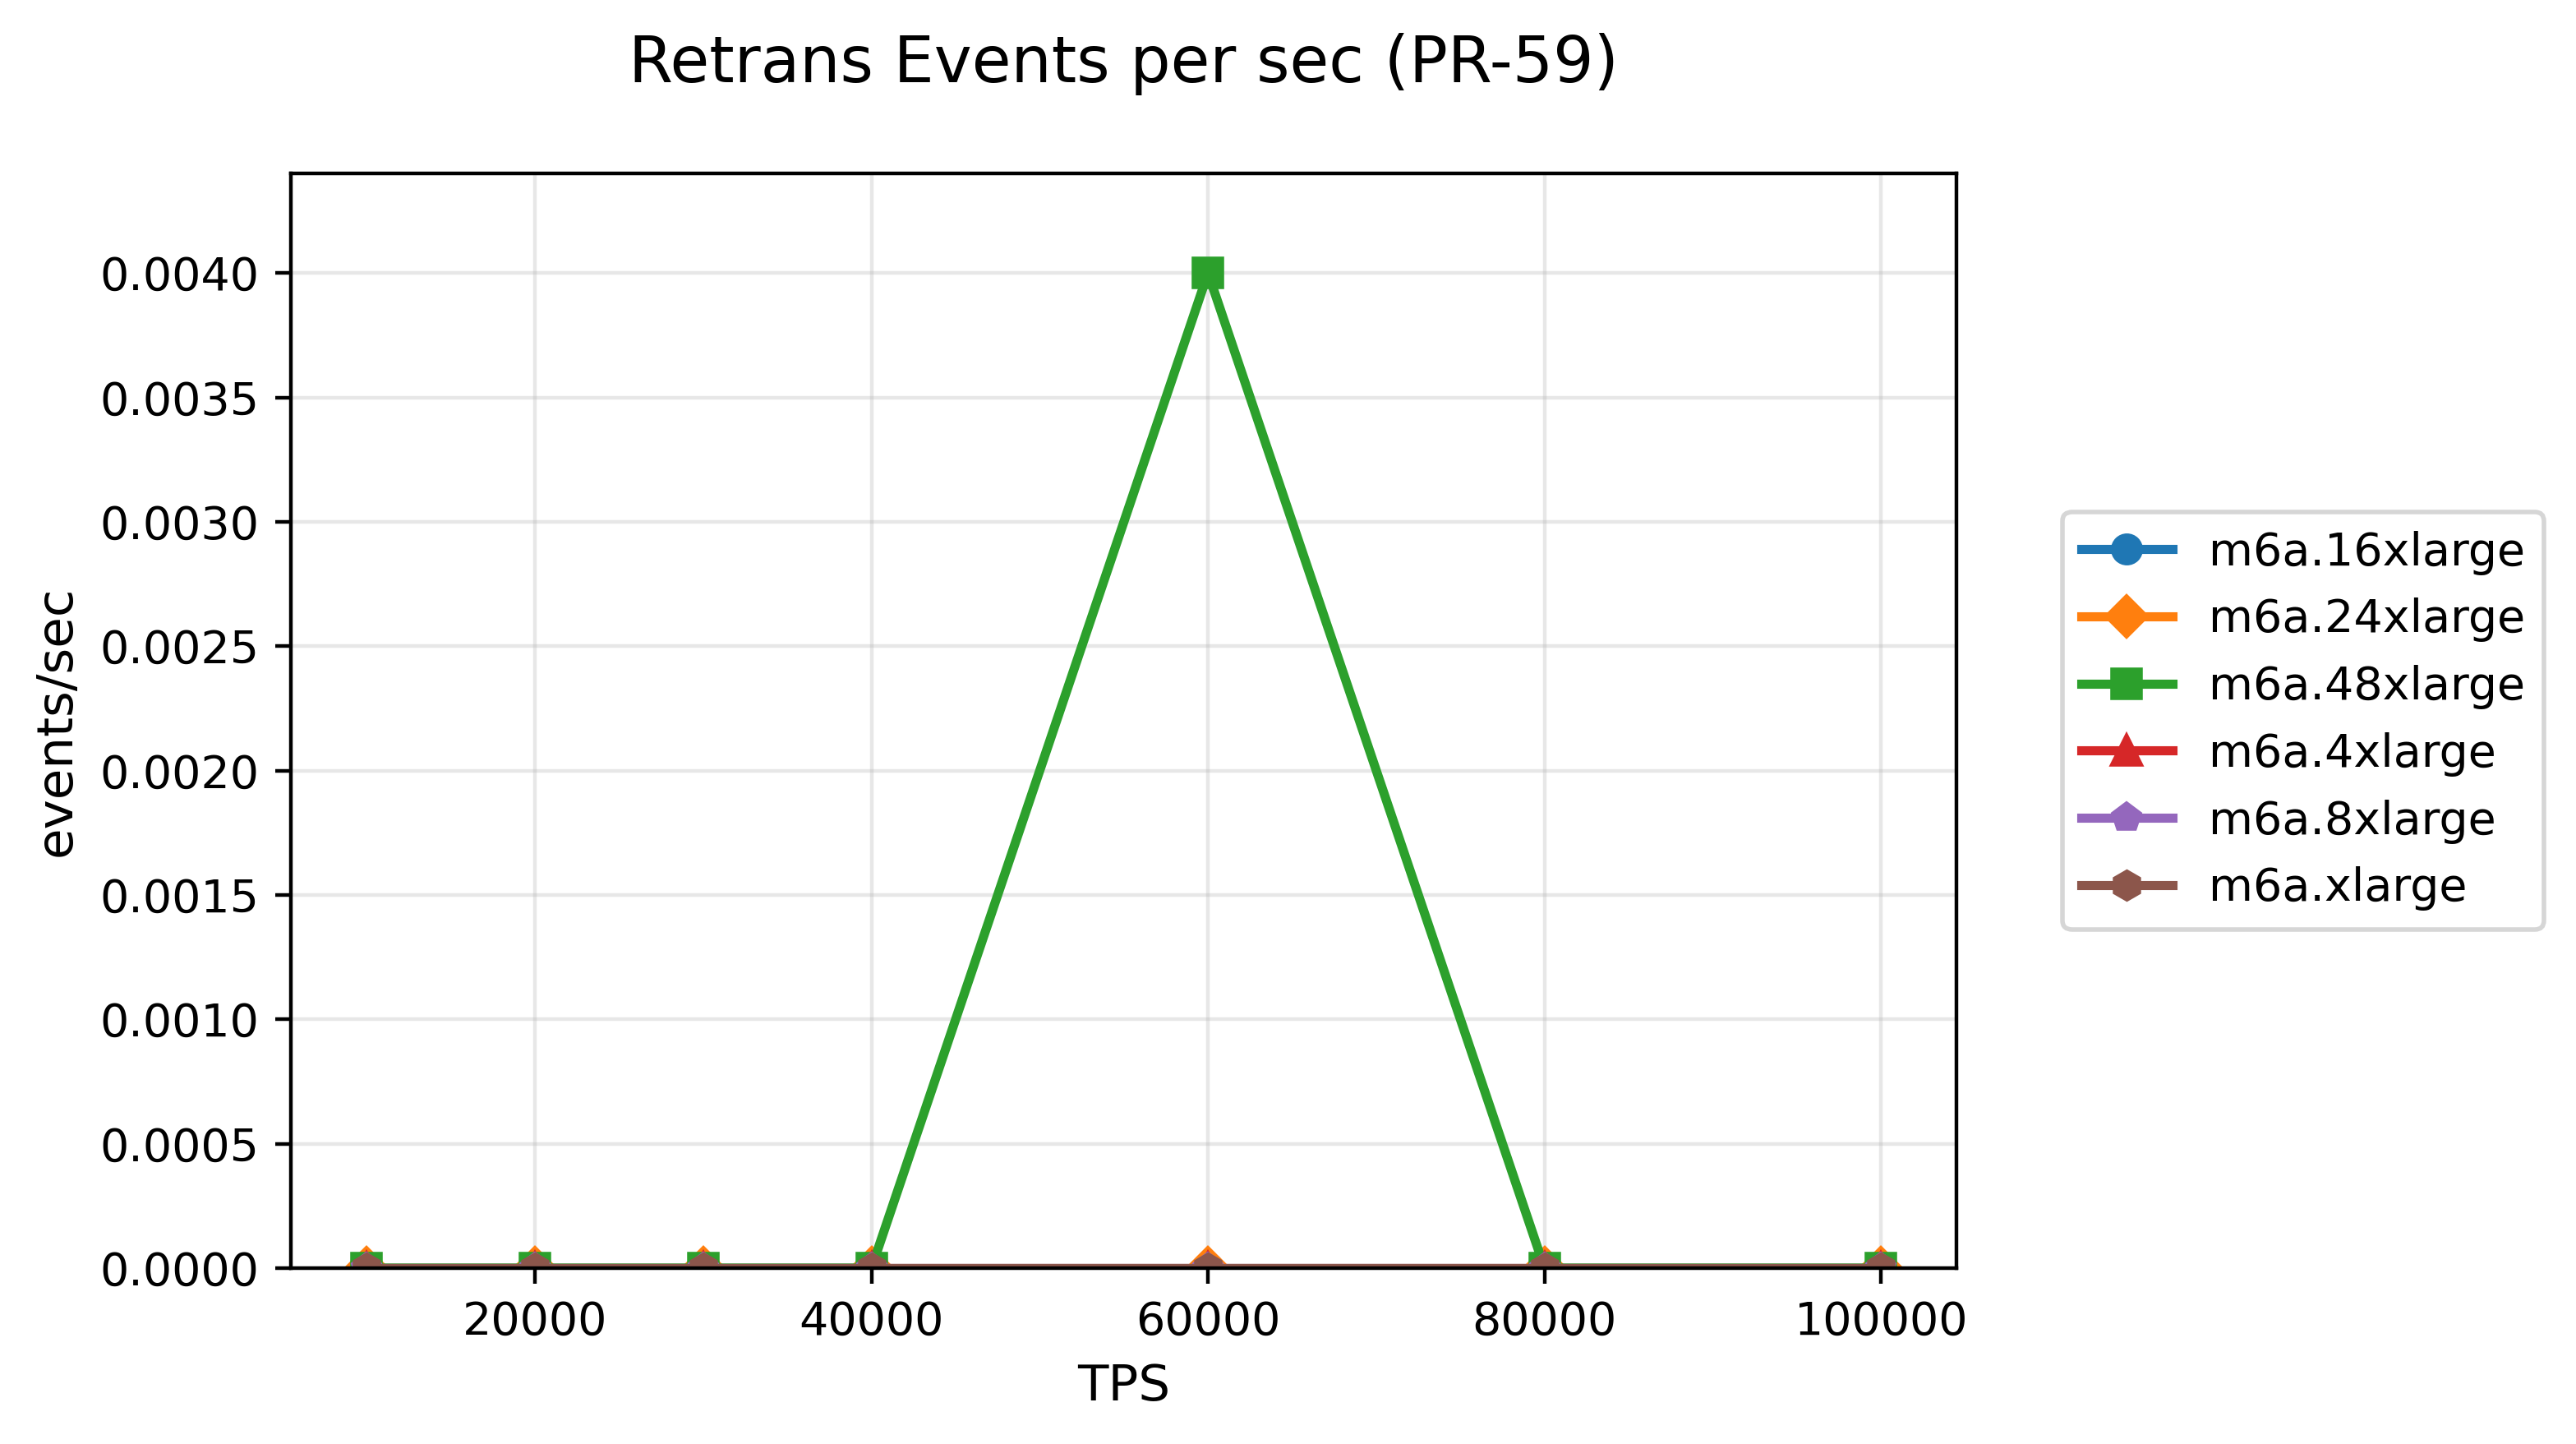 Retrans Events per sec (PR-59)
events/sec
0.0040
0.0035
0.0030
0.0025
0.0020
0.0015
0.0010
0.0005
0.0000
20000 40000 60000 80000 100000
TPS
m6a.16xlarge
m6a.24xlarge
m6a.48xlarge
m6a.4xlarge
m6a.8xlarge
m6a.xlarge